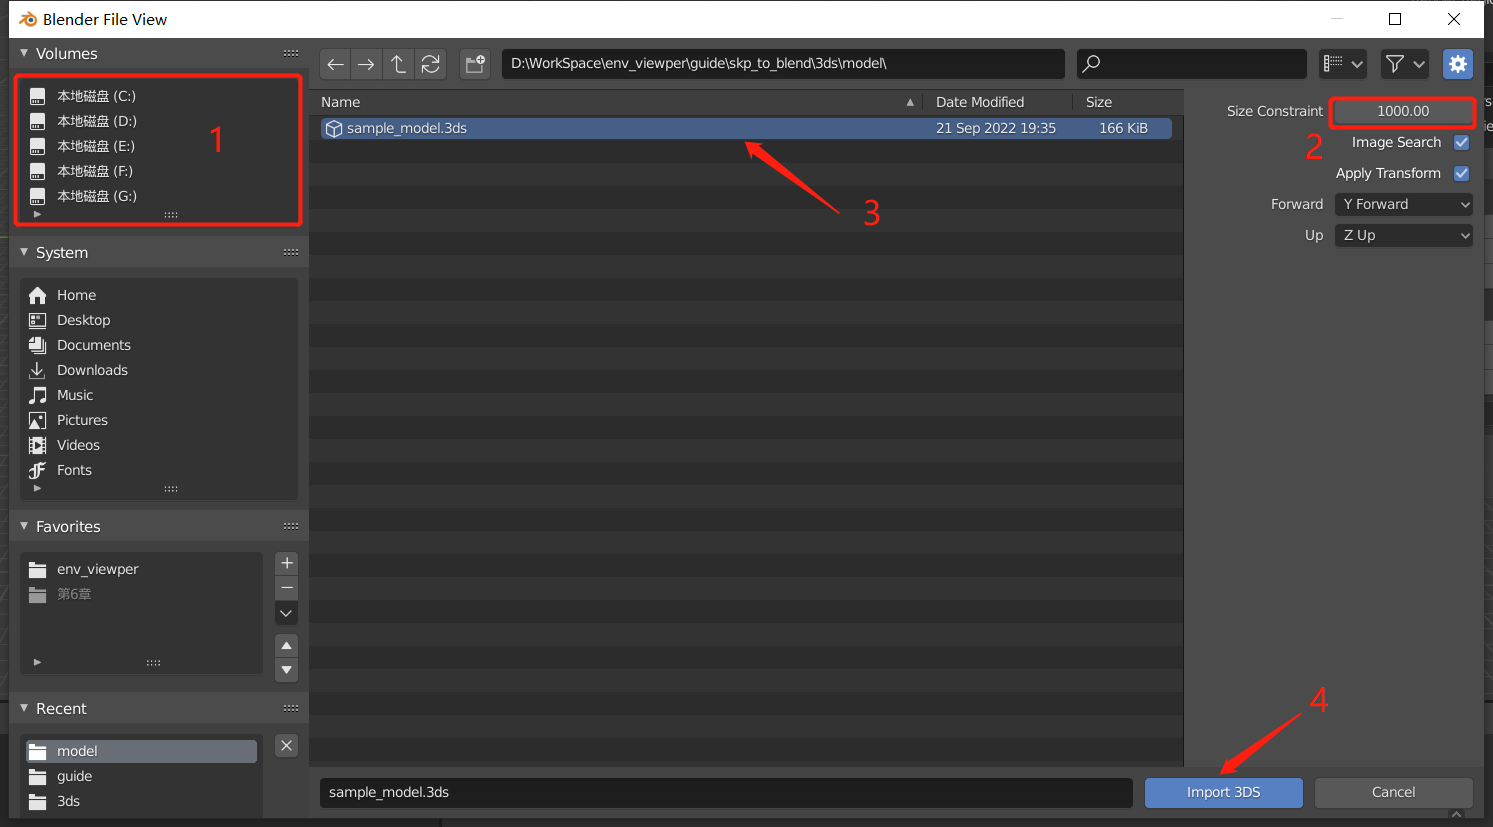 Blender File View
Volumes
本地磁盘 (C:)
本地磁盘 (D:)
本地磁盘 (E:)
本地磁盘 (F:)
本地磁盘 (G:)
1
System
Home
Desktop
Documents
Downloads
Music
Pictures
Videos
Fonts
Favorites
env_viewper
第6章
Recent
model
guide
3ds
D:\WorkSpace\env_viewper\guide\skp_to_blend\3ds\model\
Name Date Modified Size
sample_model.3ds 21 Sep 2022 19:35 166 KiB
3
Size Constraint 1000.00
2
Image Search
Apply Transform
Forward Y Forward
Up Z Up
4
sample_model.3ds
Import 3DS
Cancel